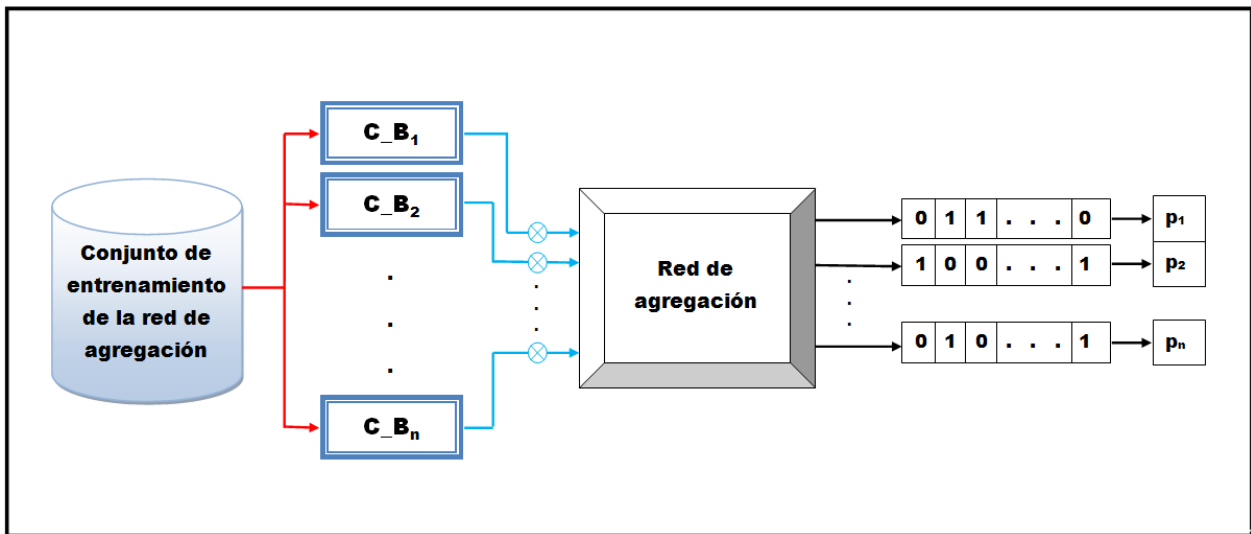 C_B₁
C_B₂
.
.
.
C_Bₙ
Conjunto de
entrenamiento
de la red de
agregación
.
.
.
Red de
agregación
.
.
.
0 1 1 . . . 0
p₁
1 0 0 . . . 1
p₂
0 1 0 . . . 1
pₙ